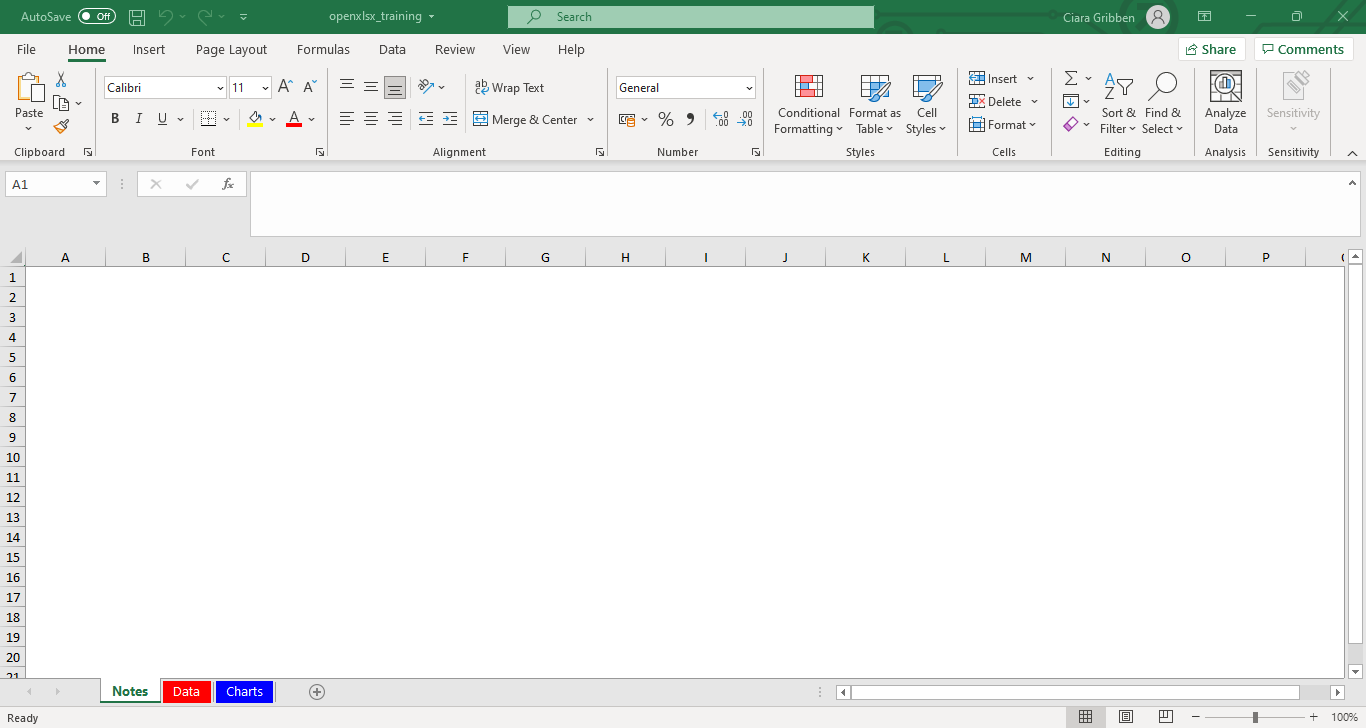 AutoSave Off openxlsx_training Search Ciara Gribben
File Home Insert Page Layout Formulas Data Review View Help Share Comments
Paste Calibri 11 A A ab Wrap Text General Conditional Formatting Format as Table Cell Styles Insert Σ A Z Sort & Filter Find & Select Analyze Data Sensitivity
B I U A Merge & Center % , .00 .00 Delete
Format
Clipboard Font Alignment Number Styles Cells Editing Analysis Sensitivity
A1 fx
A B C D E F G H I J K L M N O P
1
2
3
4
5
6
7
8
9
10
11
12
13
14
15
16
17
18
19
20
21
Notes Data Charts
Ready 100%